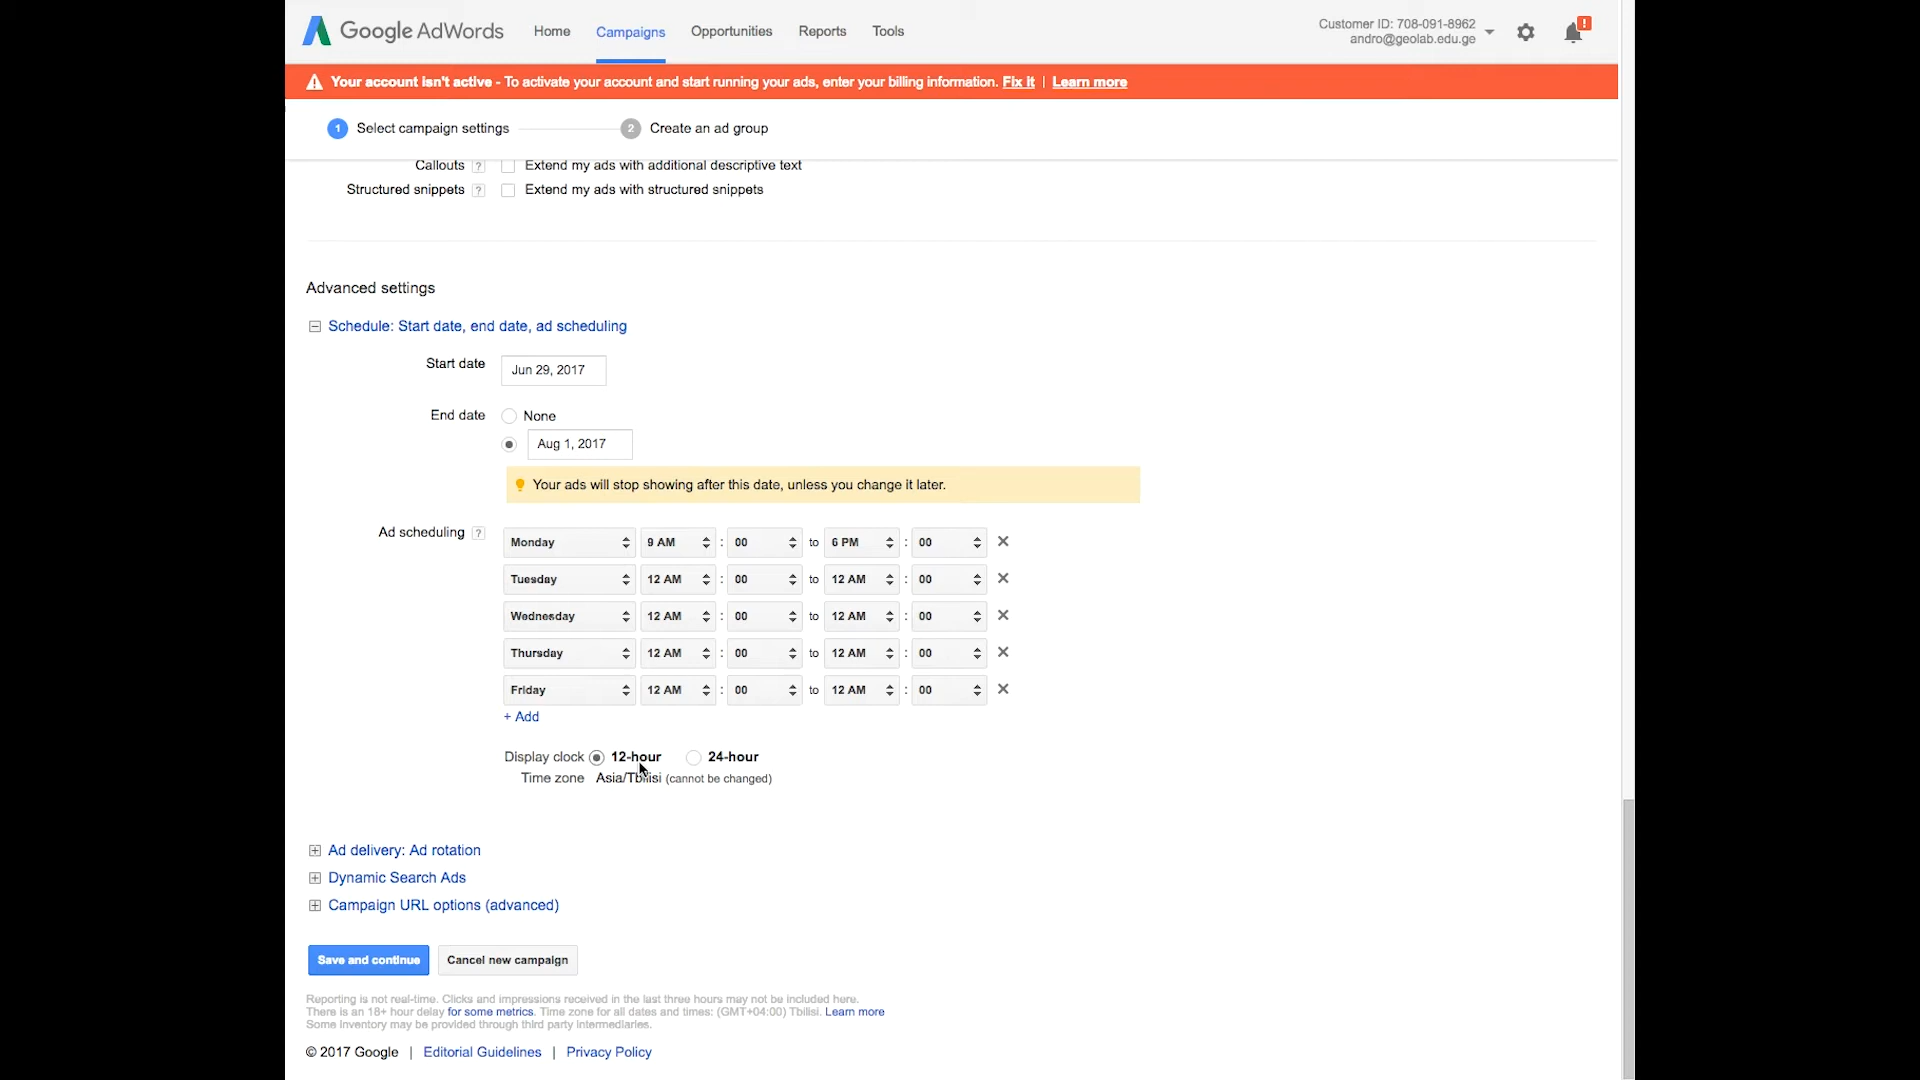 Google AdWords Home Campaigns Opportunities Reports Tools
Customer ID: 708-091-8962
andro@geolab.edu.ge
!
Your account isn't active - To activate your account and start running your ads, enter your billing information. Fix it | Learn more
1 Select campaign settings 2 Create an ad group
Callouts ? Extend my ads with additional descriptive text
Structured snippets ? Extend my ads with structured snippets
Advanced settings
Schedule: Start date, end date, ad scheduling
Start date Jun 29, 2017
End date None
Aug 1, 2017
Your ads will stop showing after this date, unless you change it later.
Ad scheduling ?
Monday 9 AM : 00 to 6 PM : 00
Tuesday 12 AM : 00 to 12 AM : 00
Wednesday 12 AM : 00 to 12 AM : 00
Thursday 12 AM : 00 to 12 AM : 00
Friday 12 AM : 00 to 12 AM : 00
+ Add
Display clock 12-hour 24-hour
Time zone Asia/Tbilisi (cannot be changed)
Ad delivery: Ad rotation
Dynamic Search Ads
Campaign URL options (advanced)
Save and continue Cancel new campaign
Reporting is not real-time. Clicks and impressions received in the last three hours may not be included here.
There is an 18+ hour delay for some metrics. Time zone for all dates and times: (GMT+04:00) Tbilisi. Learn more
Some inventory may be provided through third party intermediaries.
© 2017 Google | Editorial Guidelines | Privacy Policy